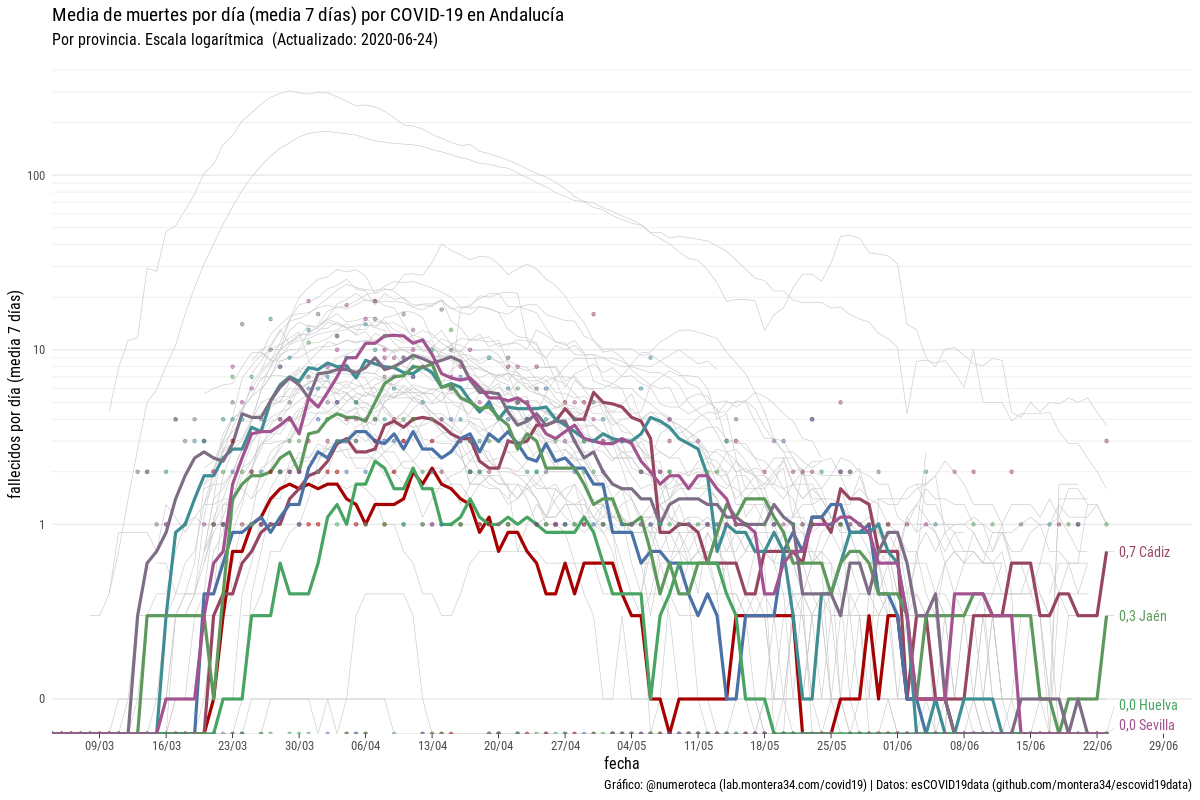 Media de muertes por día (media 7 días) por COVID-19 en Andalucía
Por provincia. Escala logarítmica (Actualizado: 2020-06-24)
fallecidos por día (media 7 días)
100
10
1
0
0,7 Cádiz
0,3 Jaén
0,0 Huelva
0,0 Sevilla
09/03 16/03 23/03 30/03 06/04 13/04 20/04 27/04 04/05 11/05 18/05 25/05 01/06 08/06 15/06 22/06 29/06
fecha
Gráfico: @numeroteca (lab.montera34.com/covid19) | Datos: esCOVID19data (github.com/montera34/escovid19data)